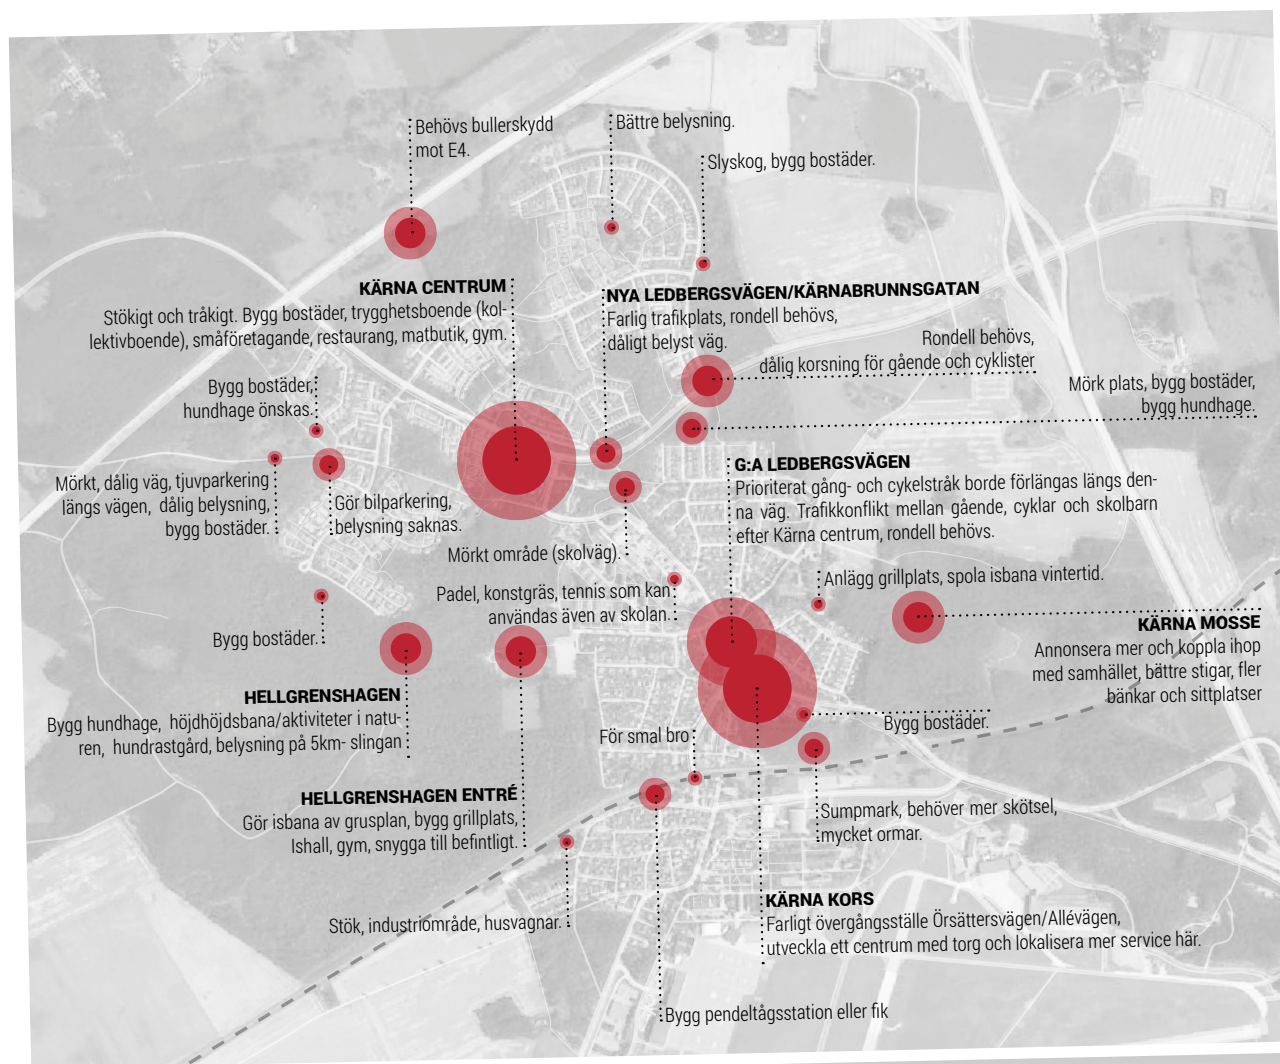 Behövs bullerskydd
mot E4.
Bättre belysning.
Slyskog, bygg bostäder.
KÄRNA CENTRUM
Stökigt och tråkigt. Bygg bostäder, trygghetsboende (kol-
lektivboende), småföretagande, restaurang, matbutik, gym.
NYA LEDBERGSVÄGEN/KÄRNABRUNNSGATAN
Farlig trafikplats, rondell behövs,
dåligt belyst väg.
Rondell behövs,
dålig korsning för gående och cyklister
Mörk plats, bygg bostäder,
bygg hundhage.
Bygg bostäder,
hundhage önskas.
Mörkt, dålig väg, tjuvparkering
längs vägen, dålig belysning,
bygg bostäder.
Gör bilparkering,
belysning saknas.
G:A LEDBERGSVÄGEN
Prioriterat gång- och cykelstråk borde förlängas längs den-
na väg. Trafikkonflikt mellan gående, cyklar och skolbarn
efter Kärna centrum, rondell behövs.
Mörkt område (skolväg).
Padel, konstgräs, tennis som kan
användas även av skolan.
Anlägg grillplats, spola isbana vintertid.
Bygg bostäder.
KÄRNA MOSSE
Annonsera mer och koppla ihop
med samhället, bättre stigar, fler
bänkar och sittplatser
HELLGRENSHAGEN
Bygg hundhage, höjdhöjdsbana/aktiviteter i natu-
ren, hundrastgård, belysning på 5km- slingan
Bygg bostäder.
För smal bro
HELLGRENSHAGEN ENTRÉ
Gör isbana av grusplan, bygg grillplats,
Ishall, gym, snygga till befintligt.
Sumpmark, behöver mer skötsel,
mycket ormar.
Stök, industriområde, husvagnar.
KÄRNA KORS
Farligt övergångsställe Örsättersvägen/Allévägen,
utveckla ett centrum med torg och lokalisera mer service här.
Bygg pendeltågsstation eller fik